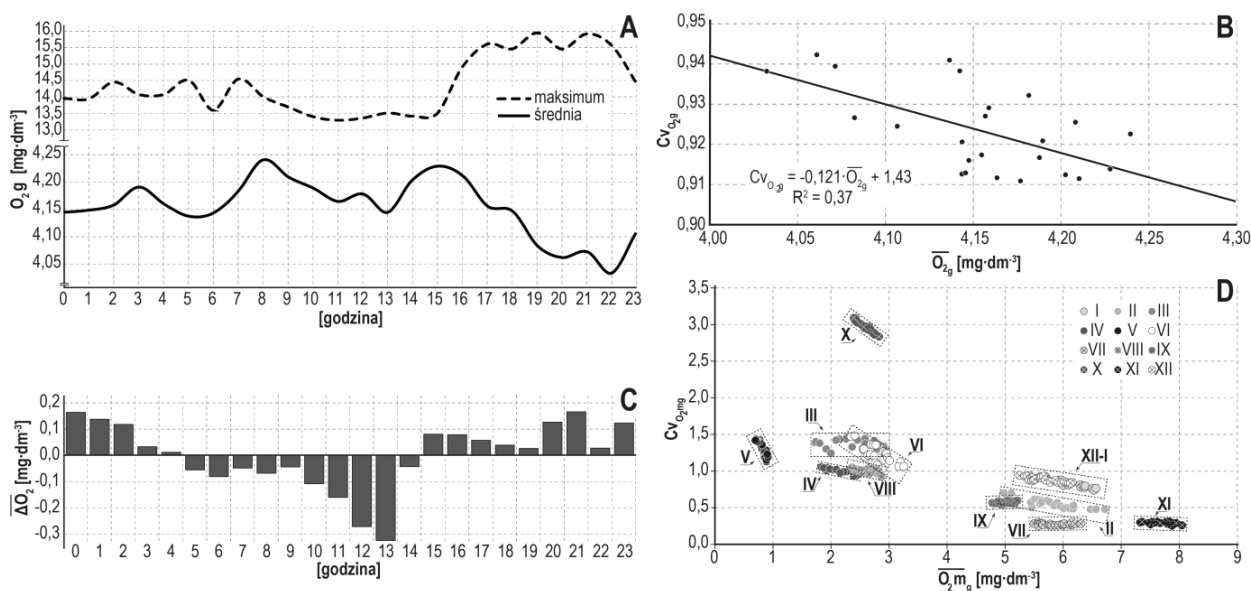 A
16,0
15,5
15,0
14,5
14,0
13,5
13,0
4,25
4,20
4,15
4,10
4,05
O₂g [mg·dm⁻³]
maksimum
średnia
0 1 2 3 4 5 6 7 8 9 10 11 12 13 14 15 16 17 18 19 20 21 22 23
[godzina]
B
0,95
0,94
0,93
0,92
0,91
0,90
Cv O₂g
Cv O₂g = -0,121·O₂g + 1,43
R² = 0,37
4,00 4,05 4,10 4,15 4,20 4,25 4,30
O₂g [mg·dm⁻³]
C
0,2
0,1
0,0
-0,1
-0,2
-0,3
ΔO₂ [mg·dm⁻³]
0 1 2 3 4 5 6 7 8 9 10 11 12 13 14 15 16 17 18 19 20 21 22 23
[godzina]
D
3,5
3,0
2,5
2,0
1,5
1,0
0,5
0,0
Cv O₂mg
I II III
IV V VI
VII VIII IX
X XI XII
X
III
VI
V
IV
VIII
XII-I
IX
VII
II
XI
0 1 2 3 4 5 6 7 8 9
O₂mg [mg·dm⁻³]